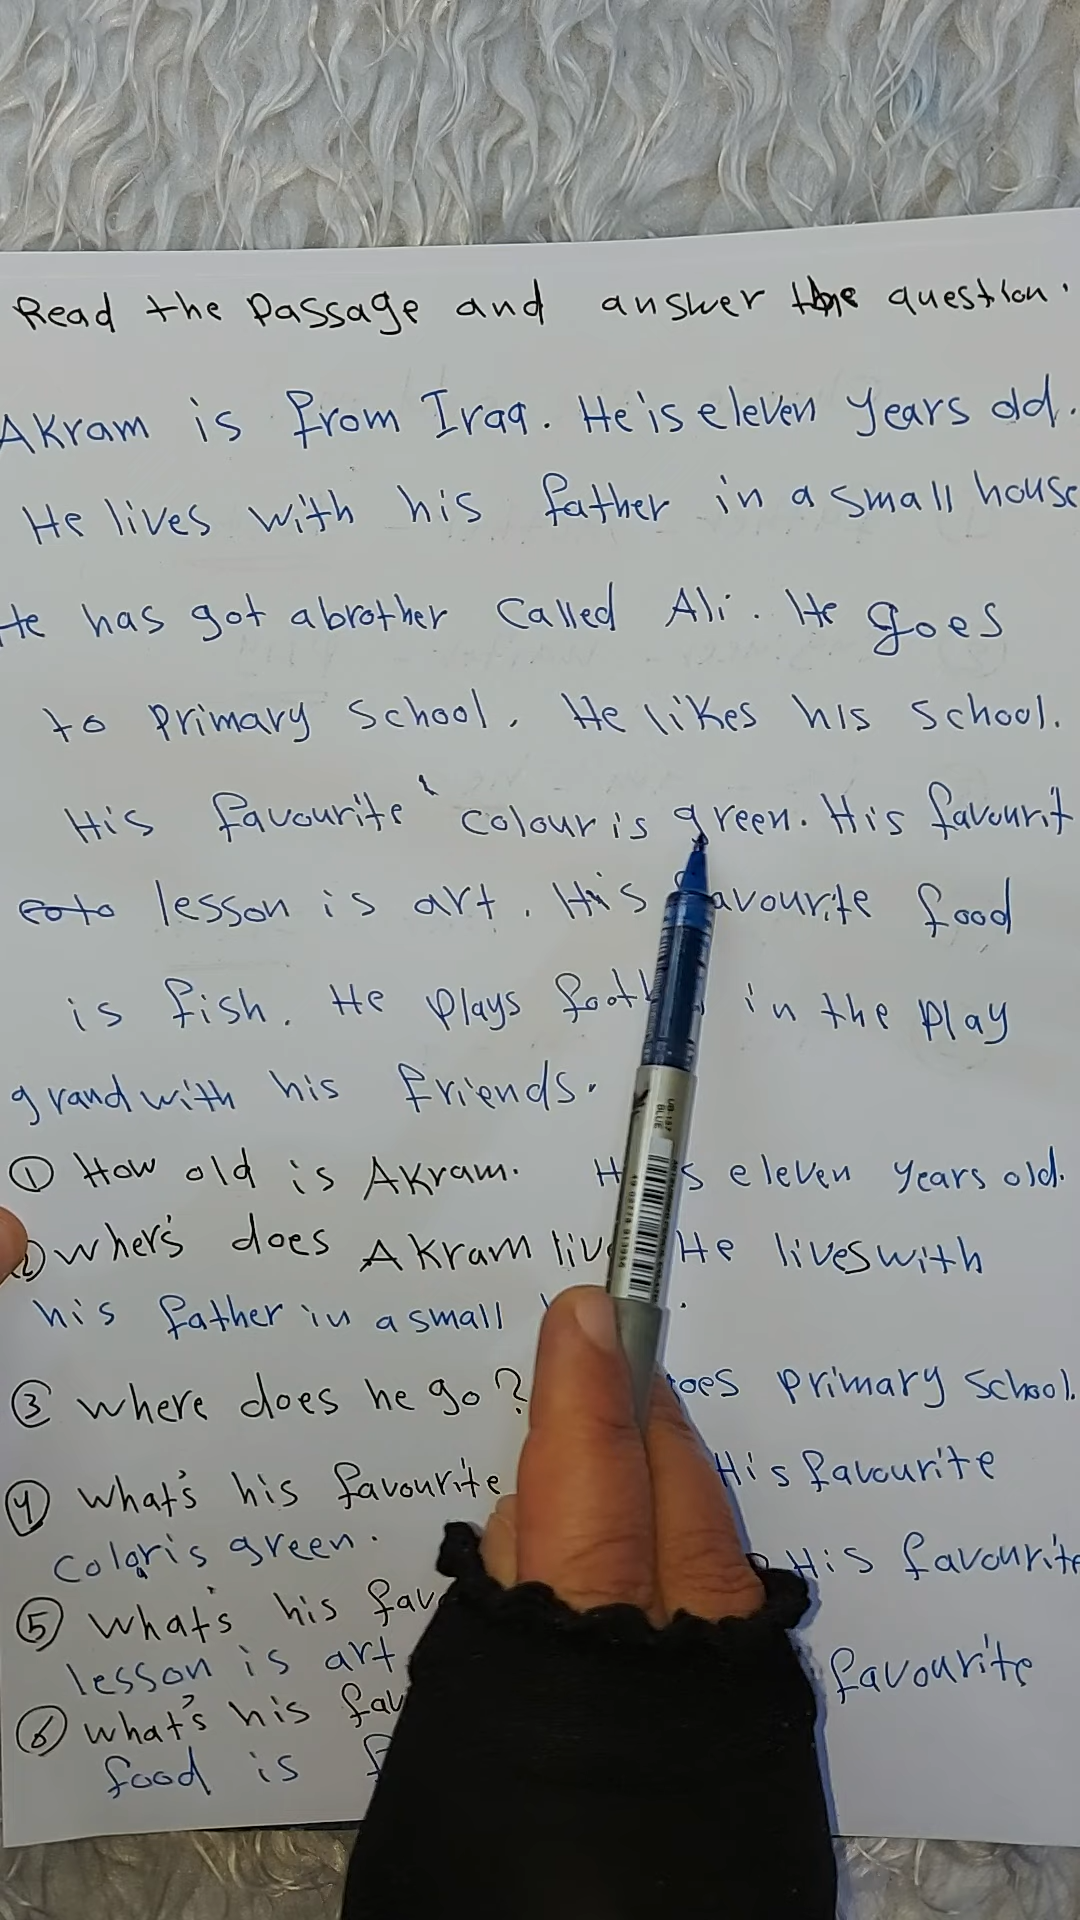 Read the Passage and answer the question.
Akram is from Iraq. He is eleven years old.
He lives with his father in a small house
He has got a brother Called Ali. He goes
to Primary School. He likes his school.
His favourite colour is green. His favourit
lesson is art. His favourite food
is fish. He Plays in the Play
grand with his friends.
① How old is Akram. eleven years old.
2) Wher's does Akram He lives with
his father in a small
③ Where does he go? Primary School.
④ What's his favourite His favourite
Color is green.
⑤ What's his His favourite
lesson is art favourite
⑥ What's his
food is
UB-157
BLUE